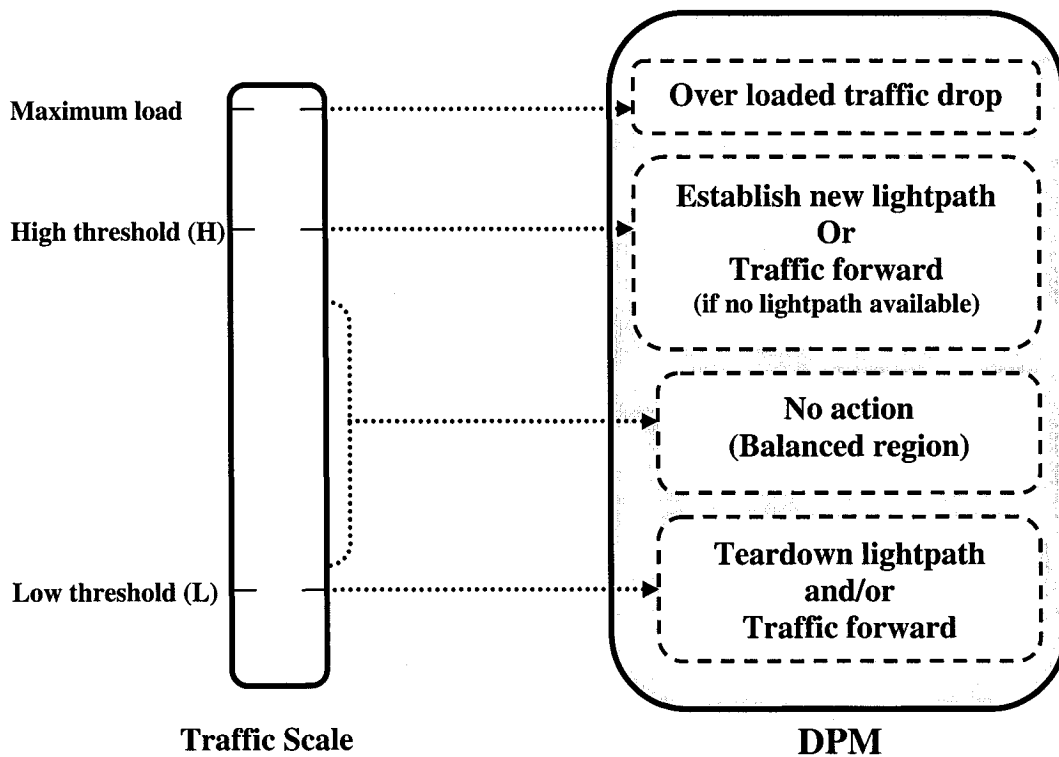 Maximum load
Over loaded traffic drop
High threshold (H)
Establish new lightpath
Or
Traffic forward
(if no lightpath available)
No action
(Balanced region)
Low threshold (L)
Teardown lightpath
and/or
Traffic forward
Traffic Scale
DPM